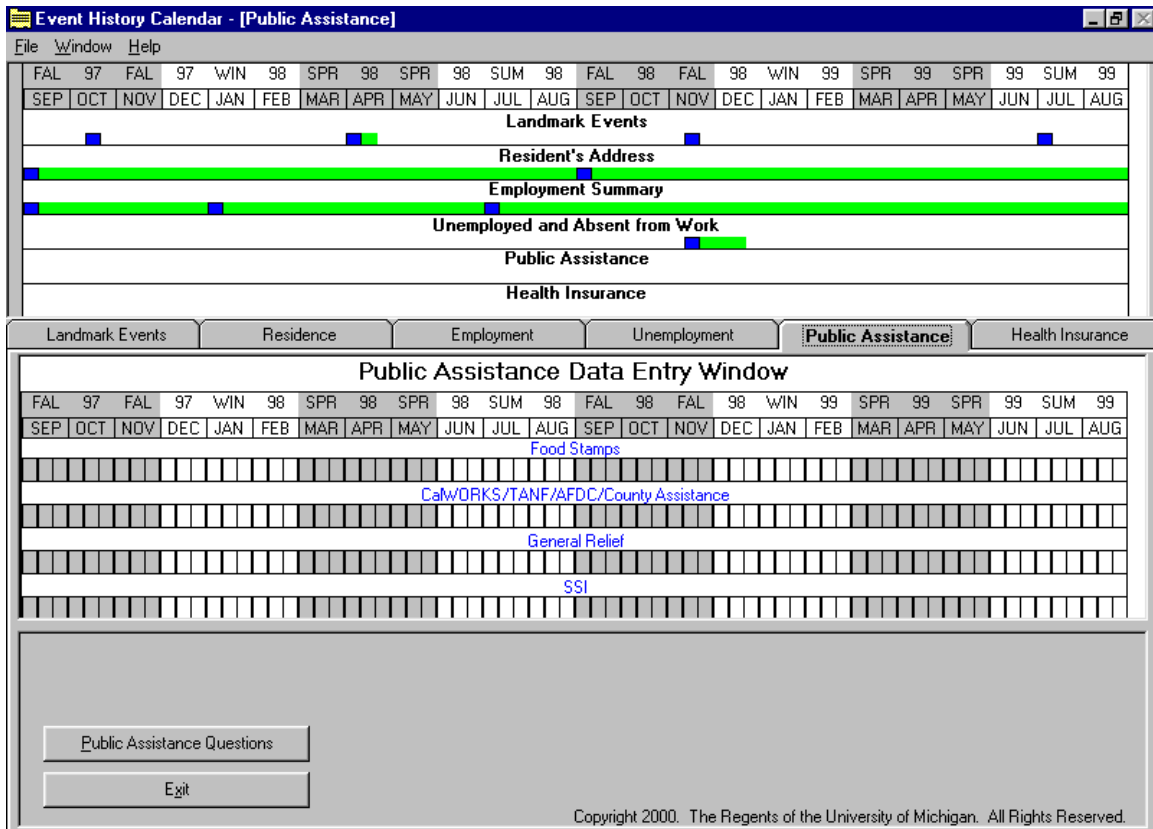 Event History Calendar - [Public Assistance]
File Window Help
FAL 97 FAL 97 WIN 98 SPR 98 SPR 98 SUM 98 FAL 98 FAL 98 WIN 99 SPR 99 SPR 99 SUM 99
SEP OCT NOV DEC JAN FEB MAR APR MAY JUN JUL AUG SEP OCT NOV DEC JAN FEB MAR APR MAY JUN JUL AUG
Landmark Events
Resident's Address
Employment Summary
Unemployed and Absent from Work
Public Assistance
Health Insurance
Landmark Events Residence Employment Unemployment Public Assistance Health Insurance
Public Assistance Data Entry Window
FAL 97 FAL 97 WIN 98 SPR 98 SPR 98 SUM 98 FAL 98 FAL 98 WIN 99 SPR 99 SPR 99 SUM 99
SEP OCT NOV DEC JAN FEB MAR APR MAY JUN JUL AUG SEP OCT NOV DEC JAN FEB MAR APR MAY JUN JUL AUG
Food Stamps
CalWORKS/TANF/AFDC/County Assistance
General Relief
SSI
Public Assistance Questions
Exit
Copyright 2000. The Regents of the University of Michigan. All Rights Reserved.